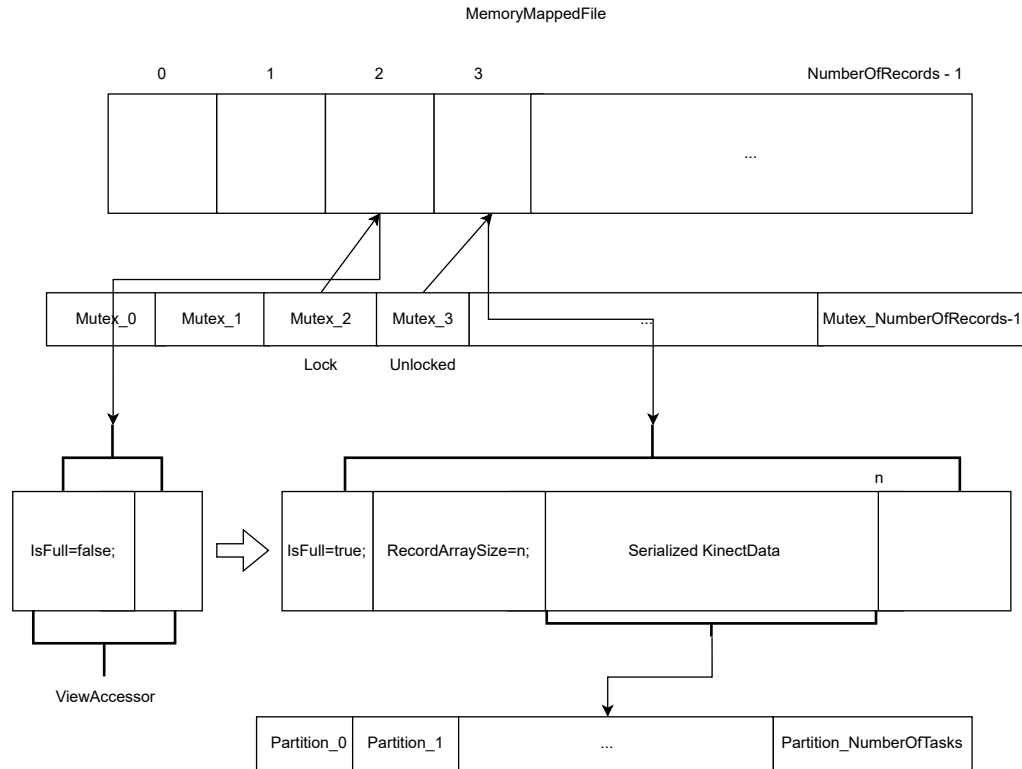 MemoryMappedFile
0 1 2 3 NumberOfRecords - 1
...
Mutex_0 Mutex_1 Mutex_2 Mutex_3 ... Mutex_NumberOfRecords-1
Lock Unlocked
n
IsFull=false; IsFull=true; RecordArraySize=n; Serialized KinectData
ViewAccessor
Partition_0 Partition_1 ... Partition_NumberOfTasks